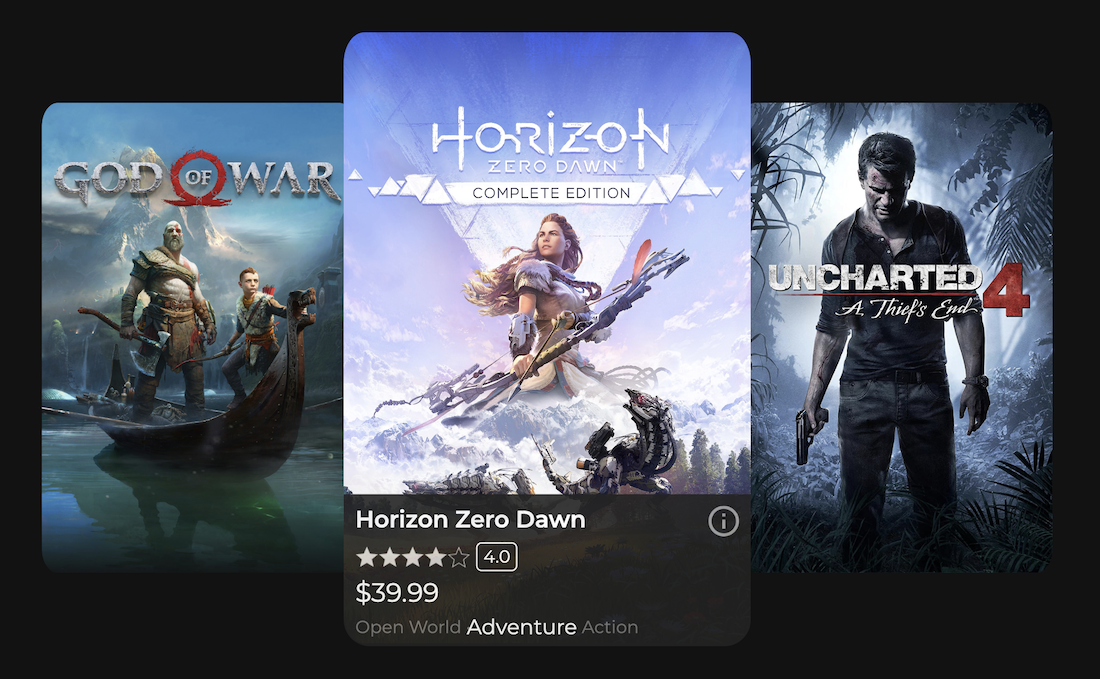 GOD OF WAR
HORIZON
ZERO DAWN™
COMPLETE EDITION
UNCHARTED 4
A Thief's End
Horizon Zero Dawn
4.0
$39.99
Open World Adventure Action